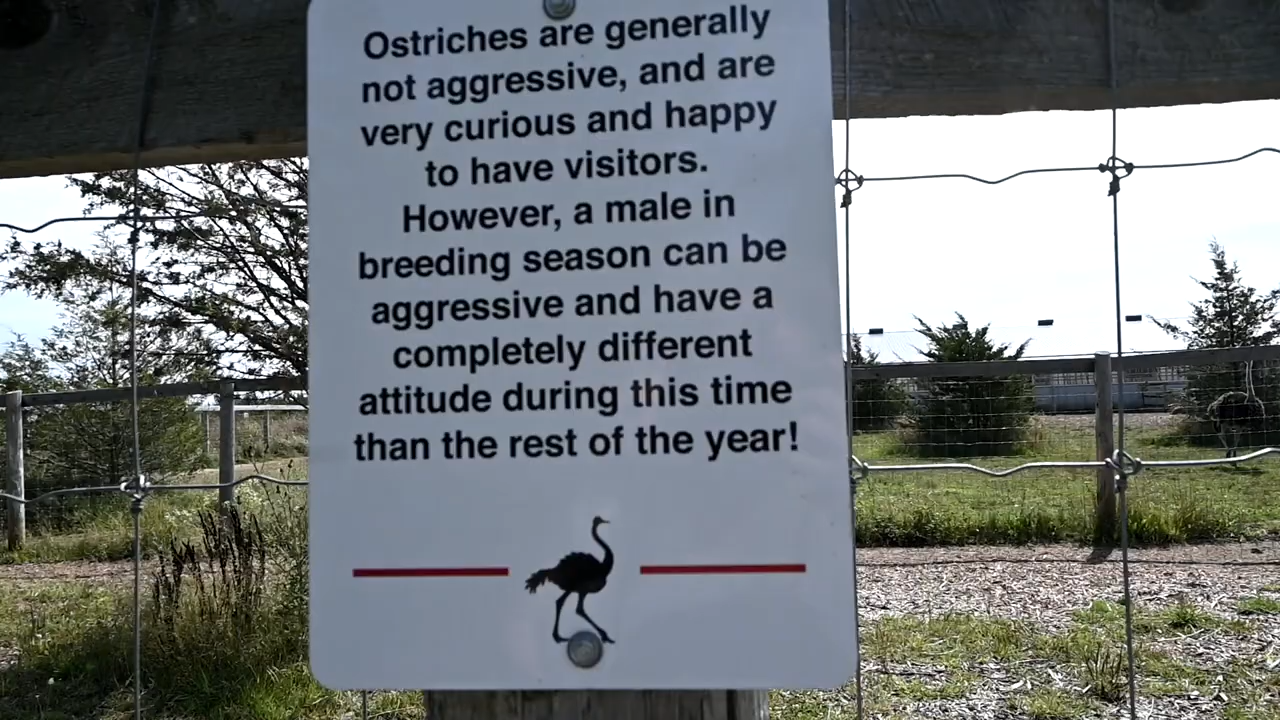 Ostriches are generally
not aggressive, and are
very curious and happy
to have visitors.
However, a male in
breeding season can be
aggressive and have a
completely different
attitude during this time
than the rest of the year!